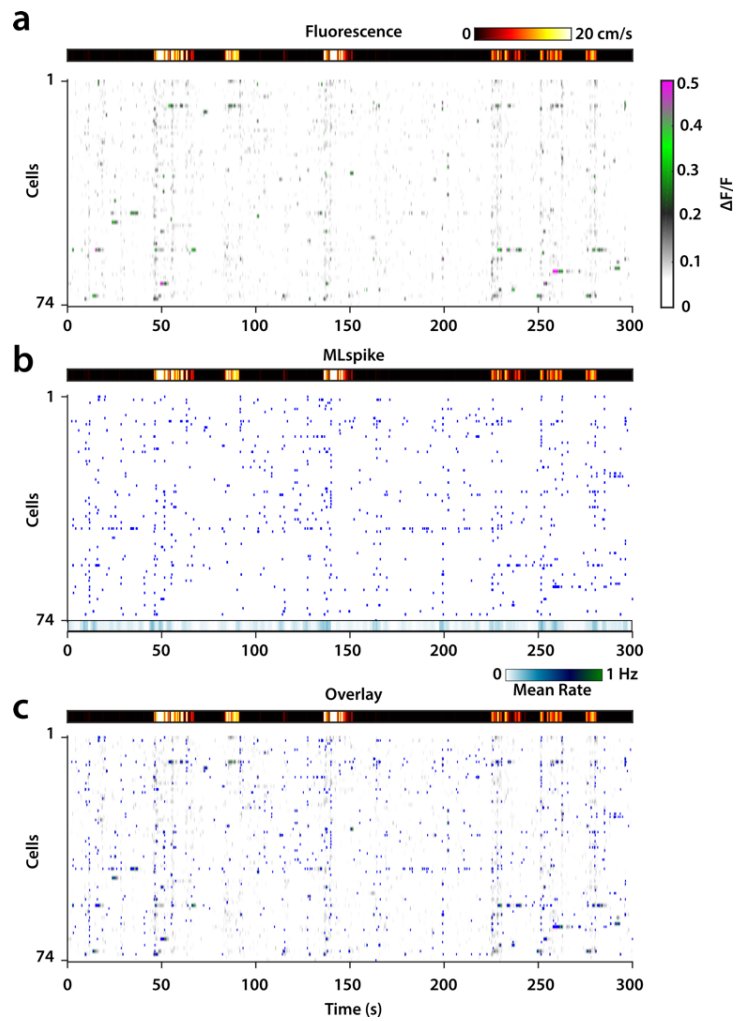 a
Fluorescence
0 20 cm/s
1
Cells
74
0 50 100 150 200 250 300
0.5
0.4
0.3
0.2
0.1
0
ΔF/F
b
MLspike
1
Cells
74
0 50 100 150 200 250 300
0 1 Hz
Mean Rate
c
Overlay
1
Cells
74
0 50 100 150 200 250 300
Time (s)